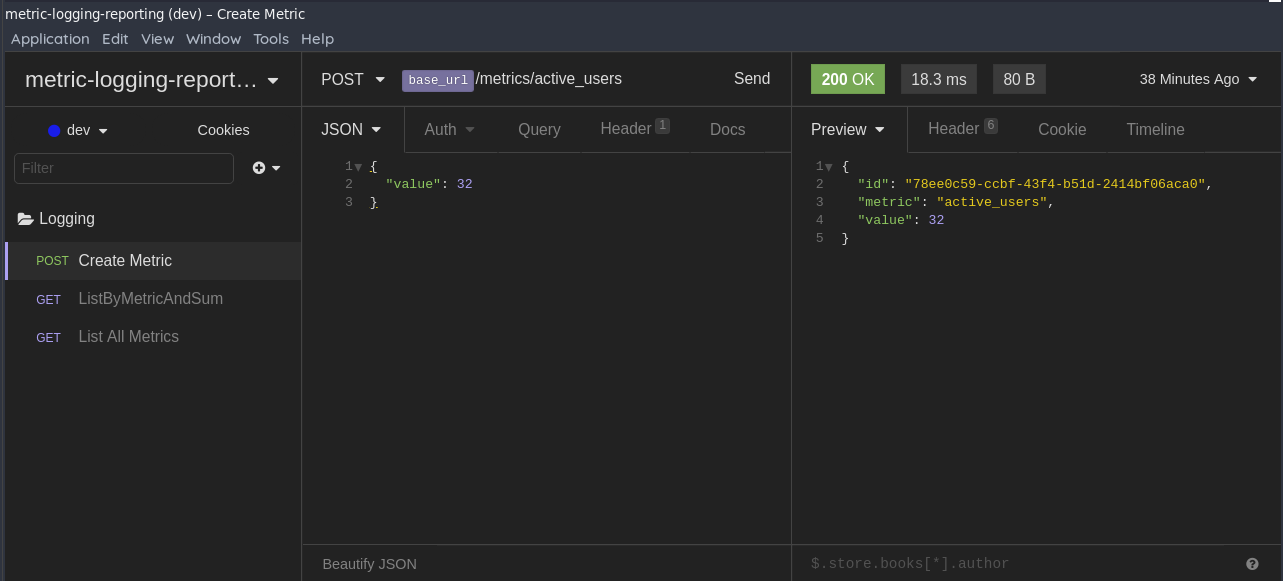 metric-logging-reporting (dev) – Create Metric
Application Edit View Window Tools Help
metric-logging-report...
POST base_url/metrics/active_users Send
200 OK 18.3 ms 80 B 38 Minutes Ago
dev Cookies
JSON Auth Query Header 1 Docs
Preview Header 6 Cookie Timeline
Filter
Logging
POST Create Metric
GET ListByMetricAndSum
GET List All Metrics
1 {
2 "value": 32
3 }
1 {
2 "id": "78ee0c59-ccbf-43f4-b51d-2414bf06aca0",
3 "metric": "active_users",
4 "value": 32
5 }
Beautify JSON
$.store.books[*].author
?